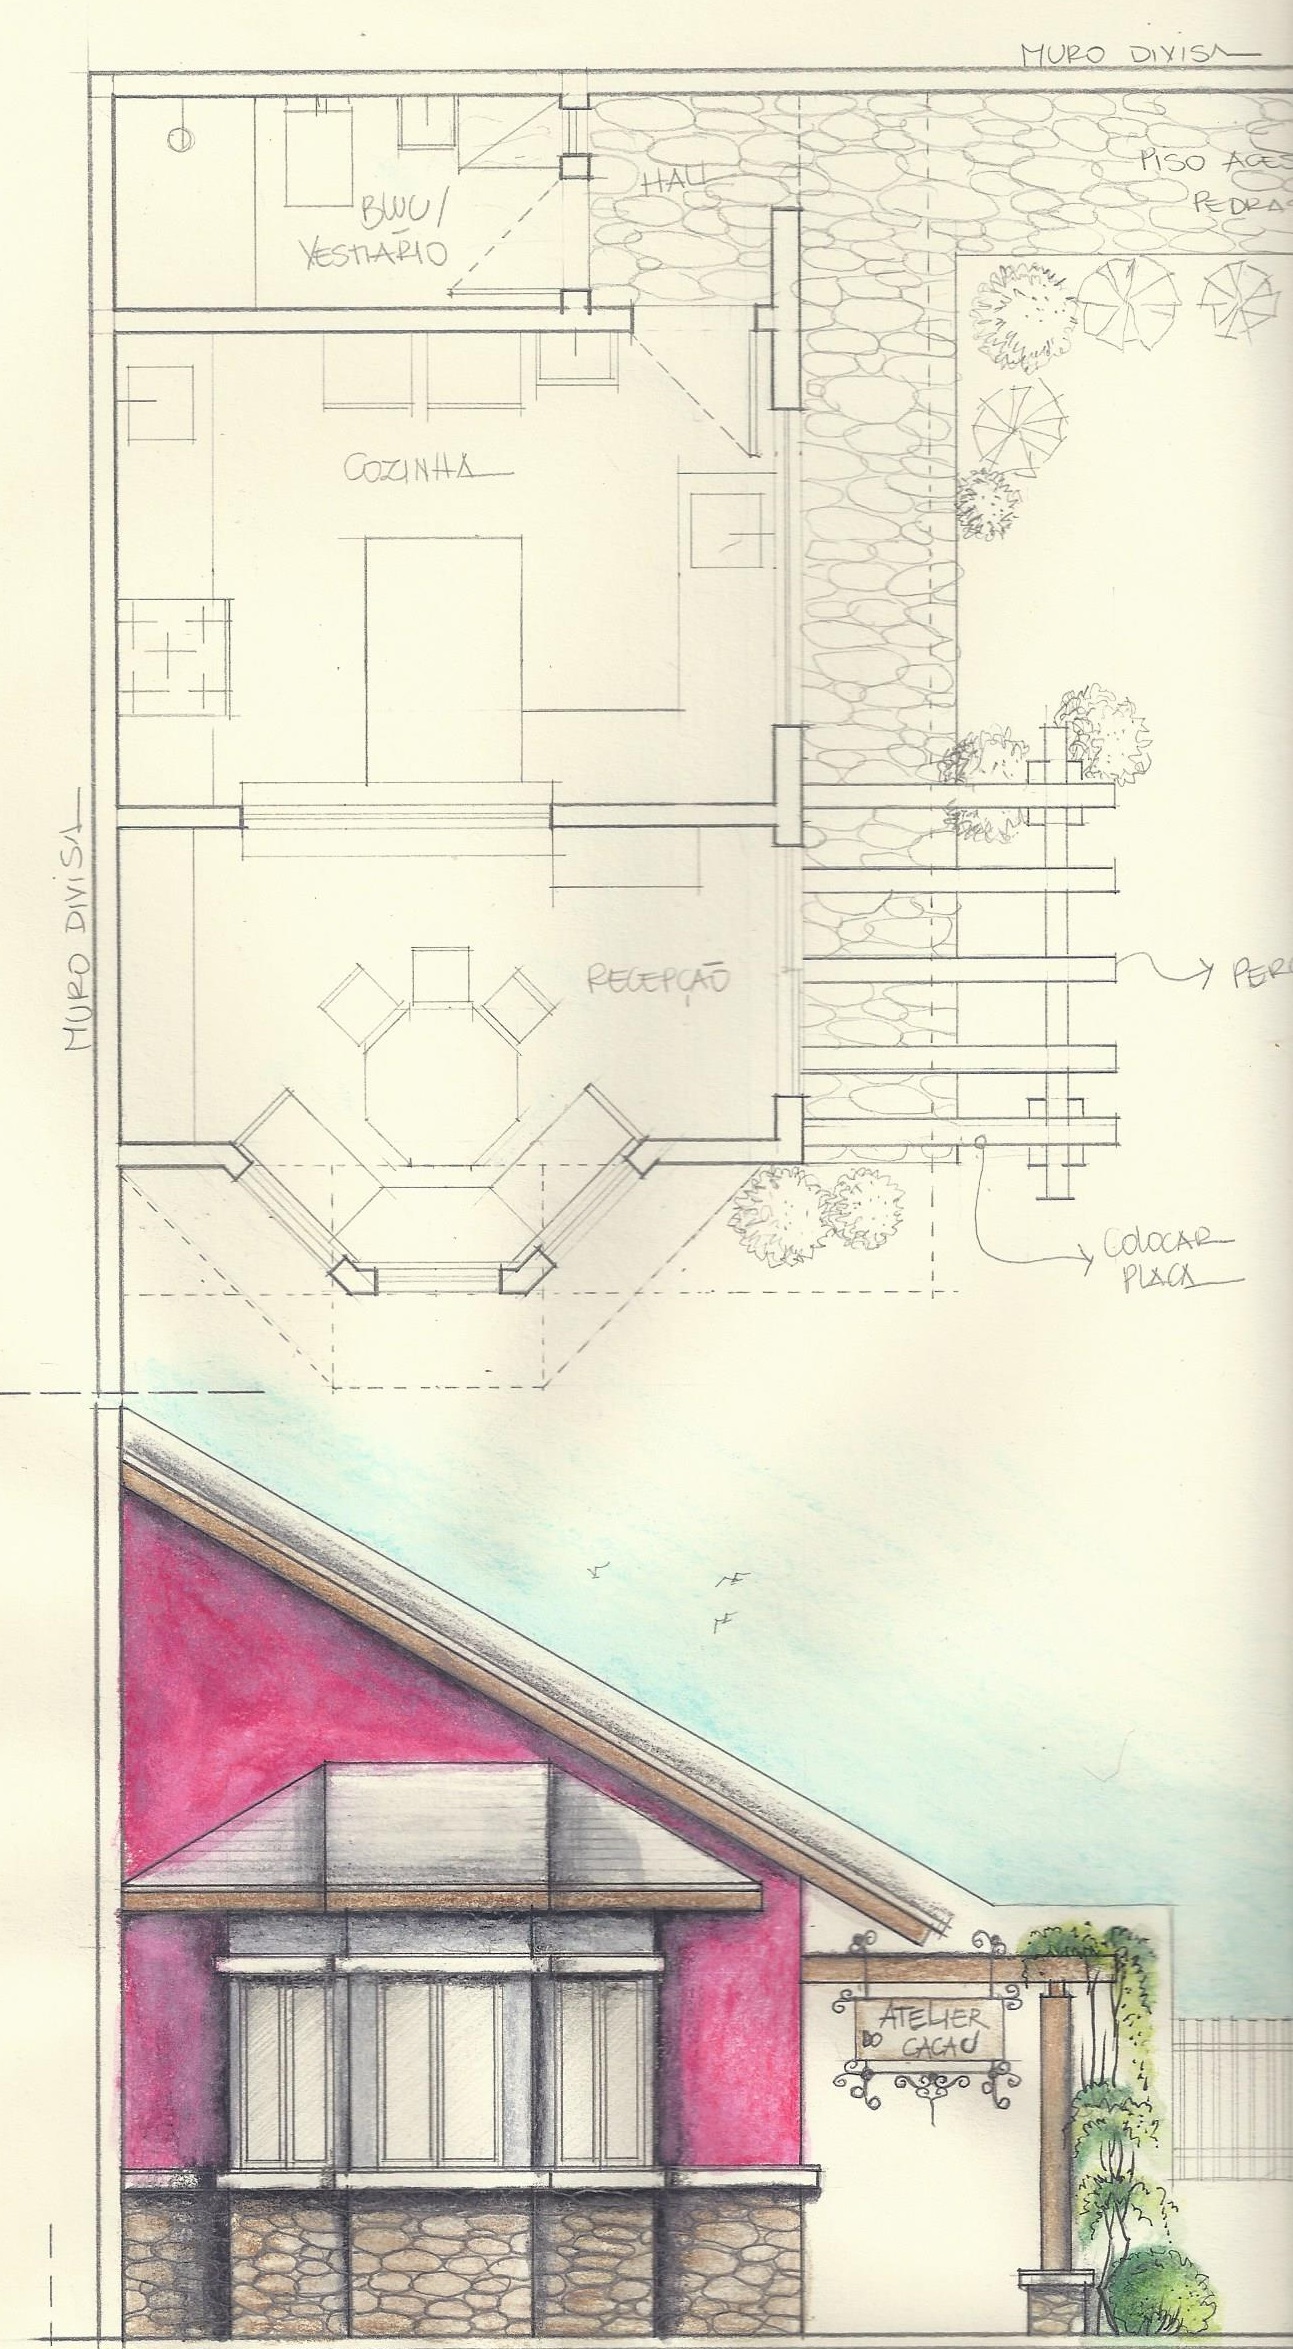 MURO DIVISA
HALL
PISO ACES
PEDRAS
BWC/
VESTIÁRIO
COZINHA
MURO DIVISA
RECEPÇÃO
PERG
COLOCAR
PLACA
ATELIER
DO CACAU